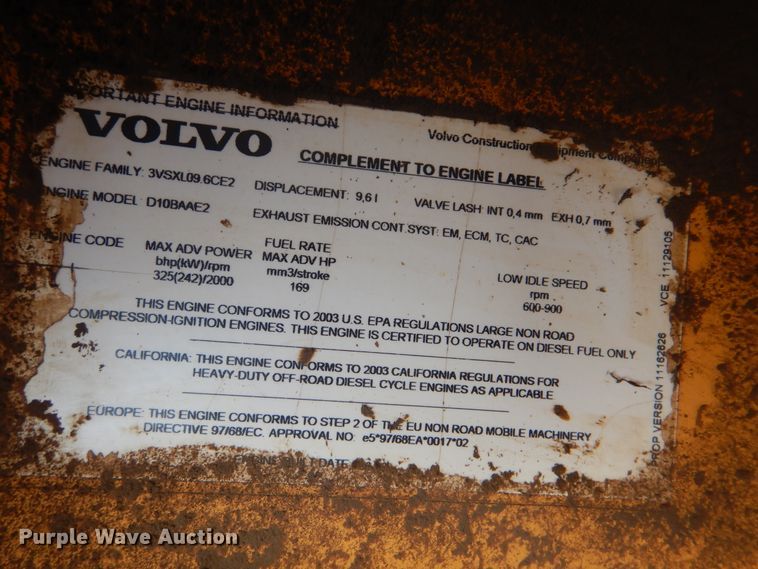 IMPORTANT ENGINE INFORMATION
VOLVO
Volvo Construction Equipment Components
COMPLEMENT TO ENGINE LABEL
ENGINE FAMILY: 3VSXL09.6CE2 DISPLACEMENT: 9,6 l VALVE LASH: INT 0,4 mm EXH 0,7 mm
ENGINE MODEL: D10BAAE2 EXHAUST EMISSION CONT.SYST: EM, ECM, TC, CAC
ENGINE CODE
MAX ADV POWER
bhp(kW)/rpm
325(242)/2000
FUEL RATE
MAX ADV HP
mm3/stroke
169
LOW IDLE SPEED
rpm
600-900
THIS ENGINE CONFORMS TO 2003 U.S. EPA REGULATIONS LARGE NON ROAD
COMPRESSION-IGNITION ENGINES. THIS ENGINE IS CERTIFIED TO OPERATE ON DIESEL FUEL ONLY
CALIFORNIA: THIS ENGINE CONFORMS TO 2003 CALIFORNIA REGULATIONS FOR
HEAVY-DUTY OFF-ROAD DIESEL CYCLE ENGINES AS APPLICABLE
EUROPE: THIS ENGINE CONFORMS TO STEP 2 OF THE EU NON ROAD MOBILE MACHINERY
DIRECTIVE 97/68/EC. APPROVAL NO: e5*97/68EA*0017*02
DATE
PROP VERSION 11162626 VCE 11129105
Purple Wave Auction